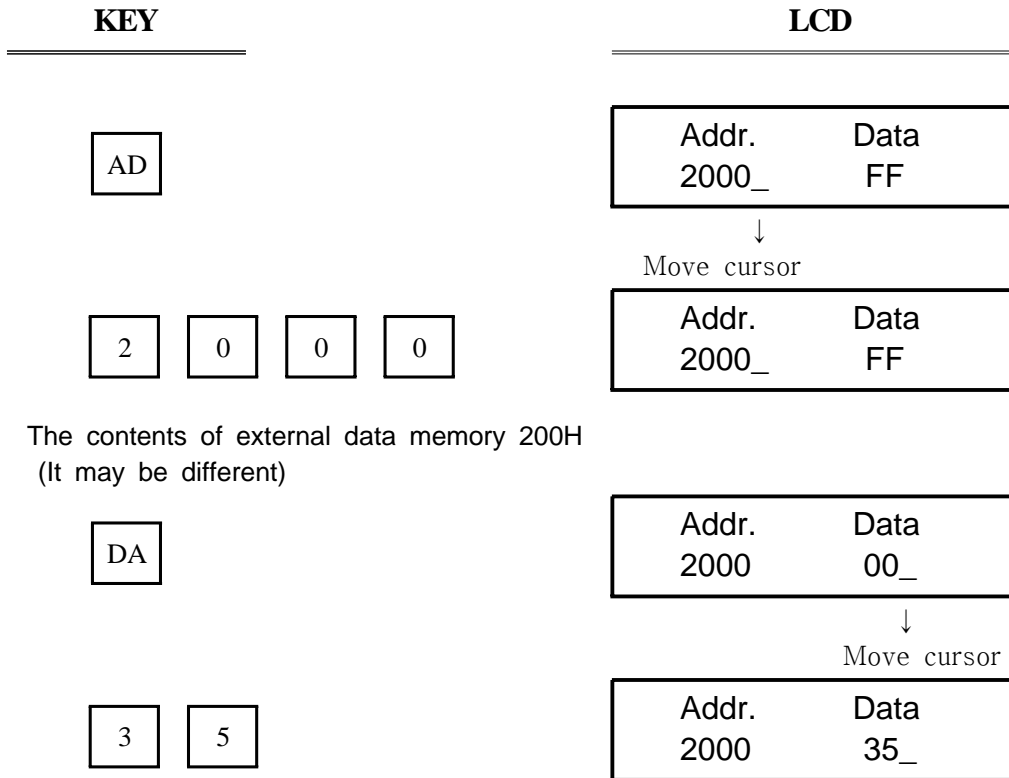 KEY LCD
Addr. Data
AD
2000_ FF
↓
Move cursor
Addr. Data
2 0 0 0
2000_ FF
The contents of external data memory 200H
(It may be different)
Addr. Data
DA
2000 00_
↓
Move cursor
Addr. Data
3 5
2000 35_